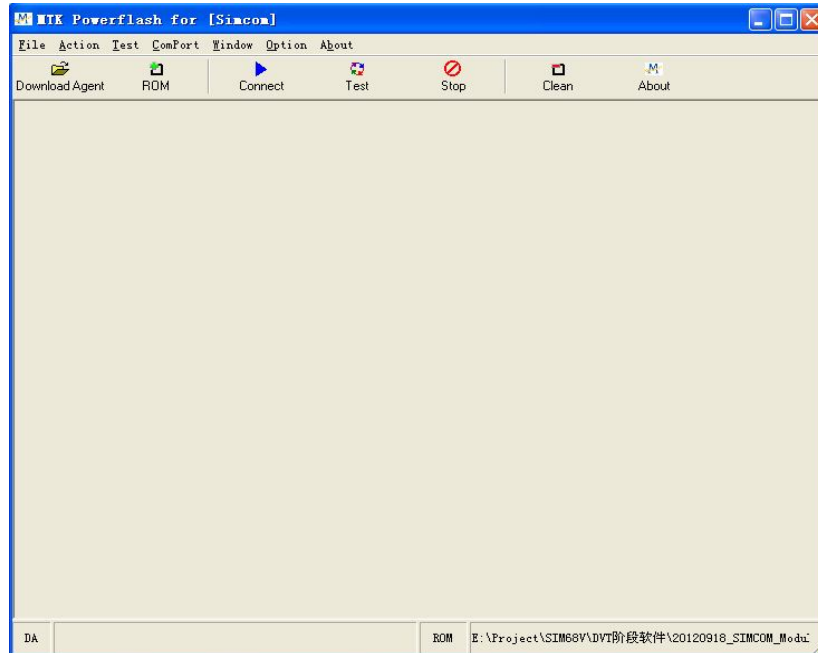 MTK Powerflash for [Simcom]
File Action Test ComPort Window Option About
Download Agent ROM Connect Test Stop Clean About
DA ROM E:\Project\SIM68V\DVT阶段软件\20120918_SIMCOM_Modul